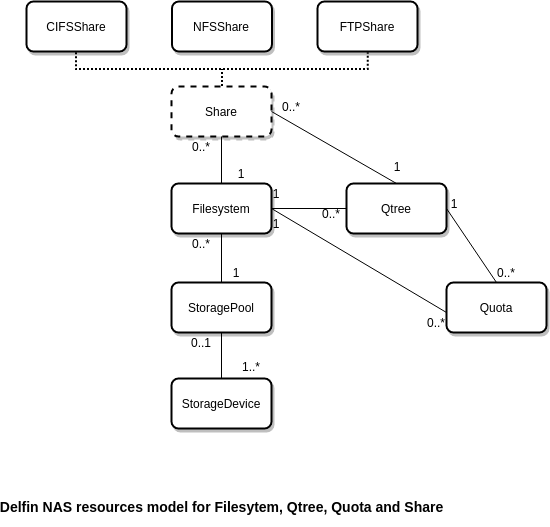 CIFSShare
NFSShare
FTPShare
Share
0..*
0..*
1
1
Filesystem
1
0..*
1
Qtree
1
0..*
1
0..*
StoragePool
Quota
0..*
0..1
1..*
StorageDevice
Delfin NAS resources model for Filesytem, Qtree, Quota and Share